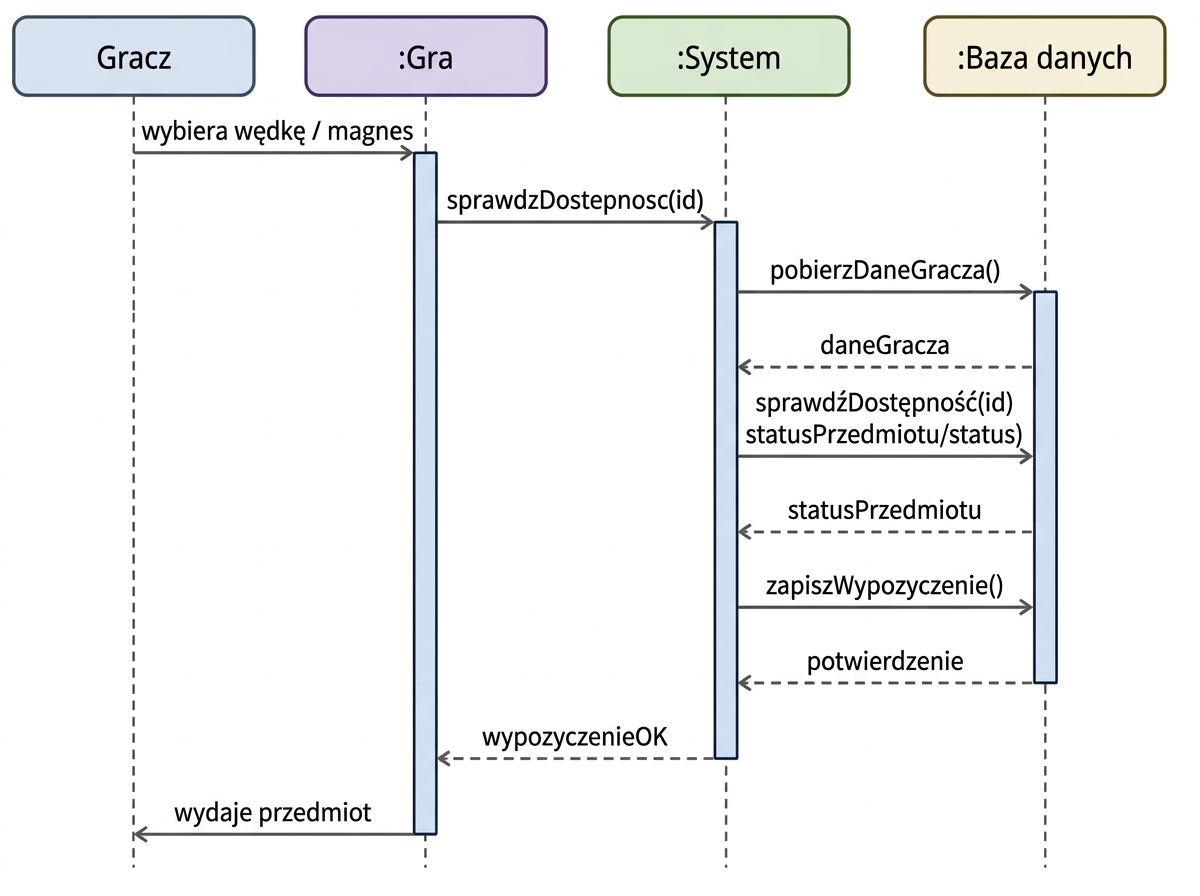 Gracz
:Gra
:System
:Baza danych
wybiera wędkę / magnes
sprawdzDostepnosc(id)
pobierzDaneGracza()
daneGracza
sprawdźDostępność(id)
statusPrzedmiotu/status)
statusPrzedmiotu
zapiszWypozyczenie()
potwierdzenie
wypozyczenieOK
wydaje przedmiot